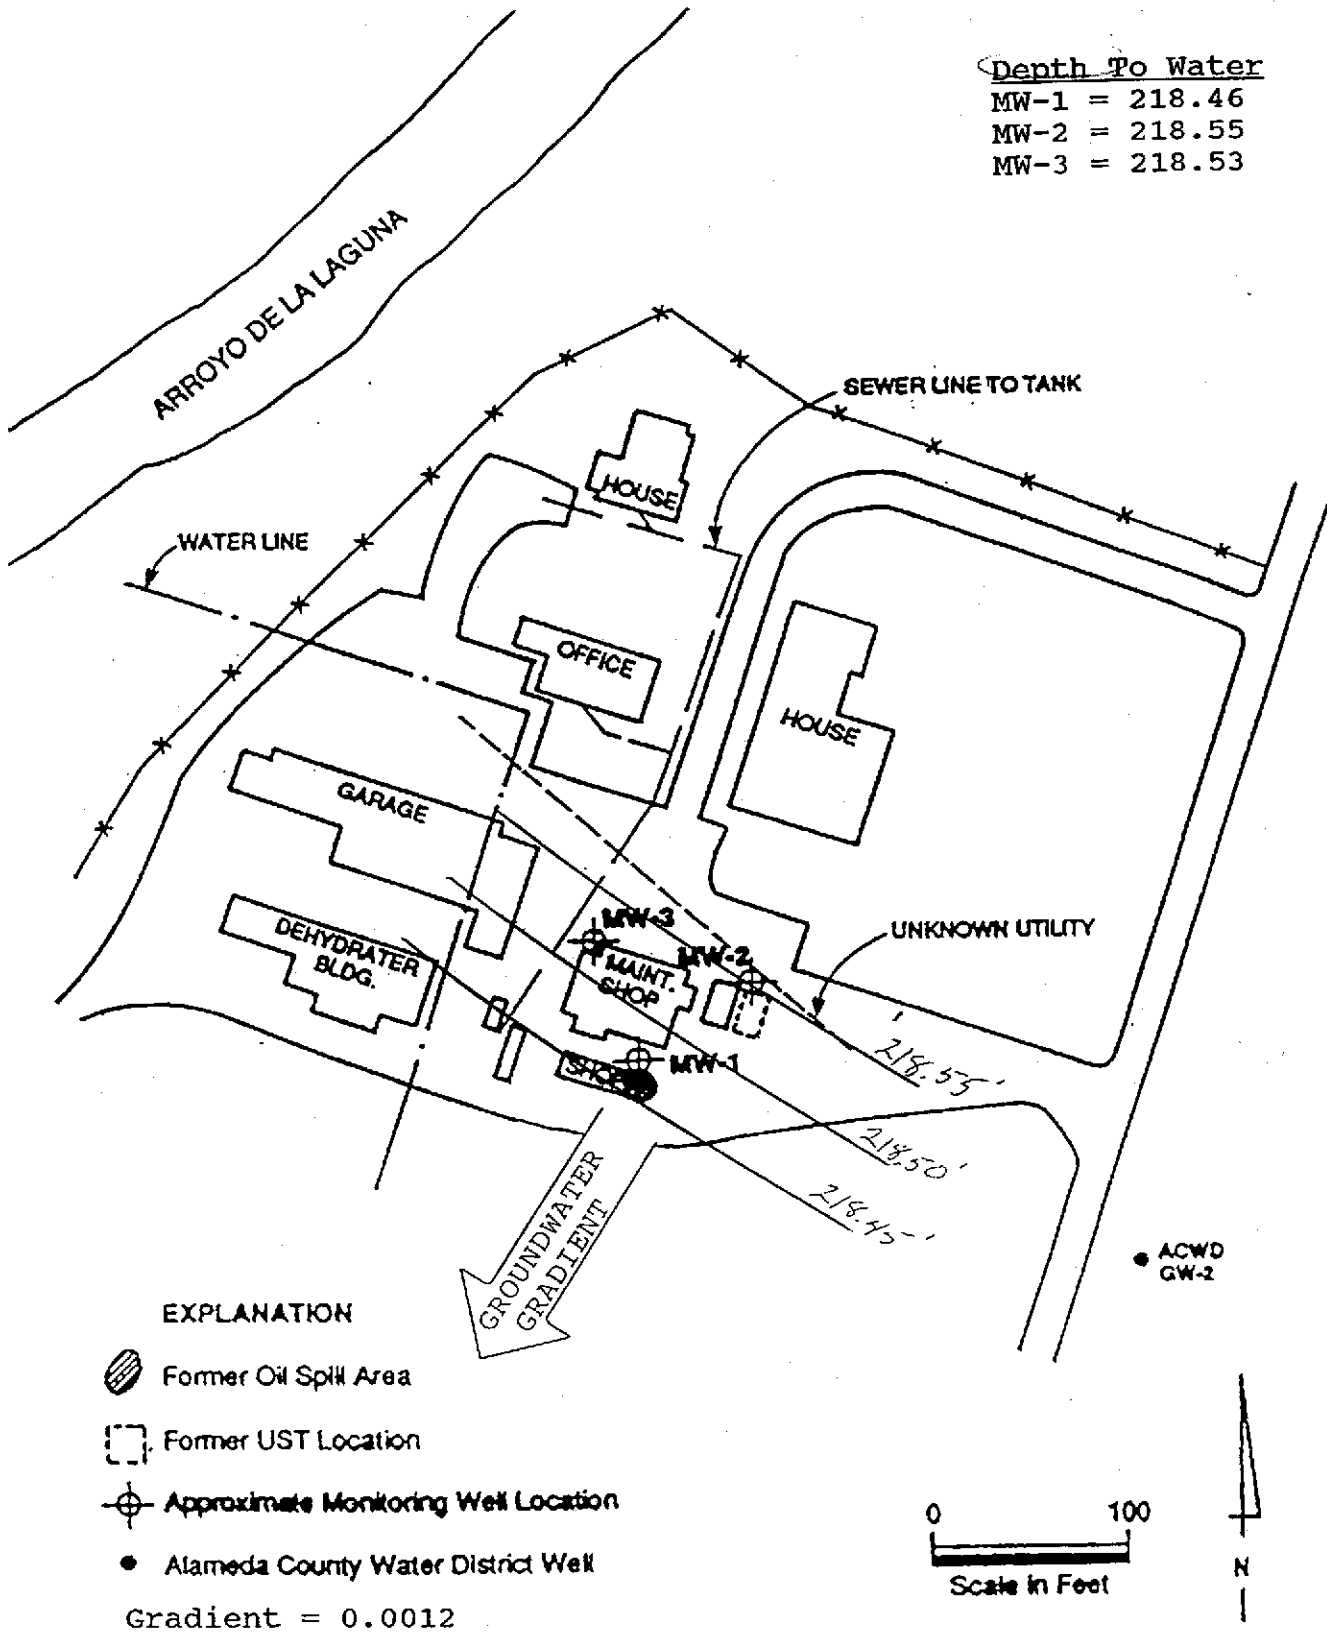 Depth To Water
MW-1 = 218.46
MW-2 = 218.55
MW-3 = 218.53
ARROYO DE LA LAGUNA
SEWER LINE TO TANK
HOUSE
WATER LINE
OFFICE
HOUSE
GARAGE
MW-3
UNKNOWN UTILITY
DEHYDRATER
BLDG.
MW-2
MAINT.
SHOP
MW-1
SHOP
218.55'
218.50'
218.45'
GROUNDWATER
GRADIENT
ACWD
GW-2
EXPLANATION
Former Oil Spill Area
Former UST Location
Approximate Monitoring Well Location
Alameda County Water District Well
Gradient = 0.0012
0 100
Scale in Feet
N